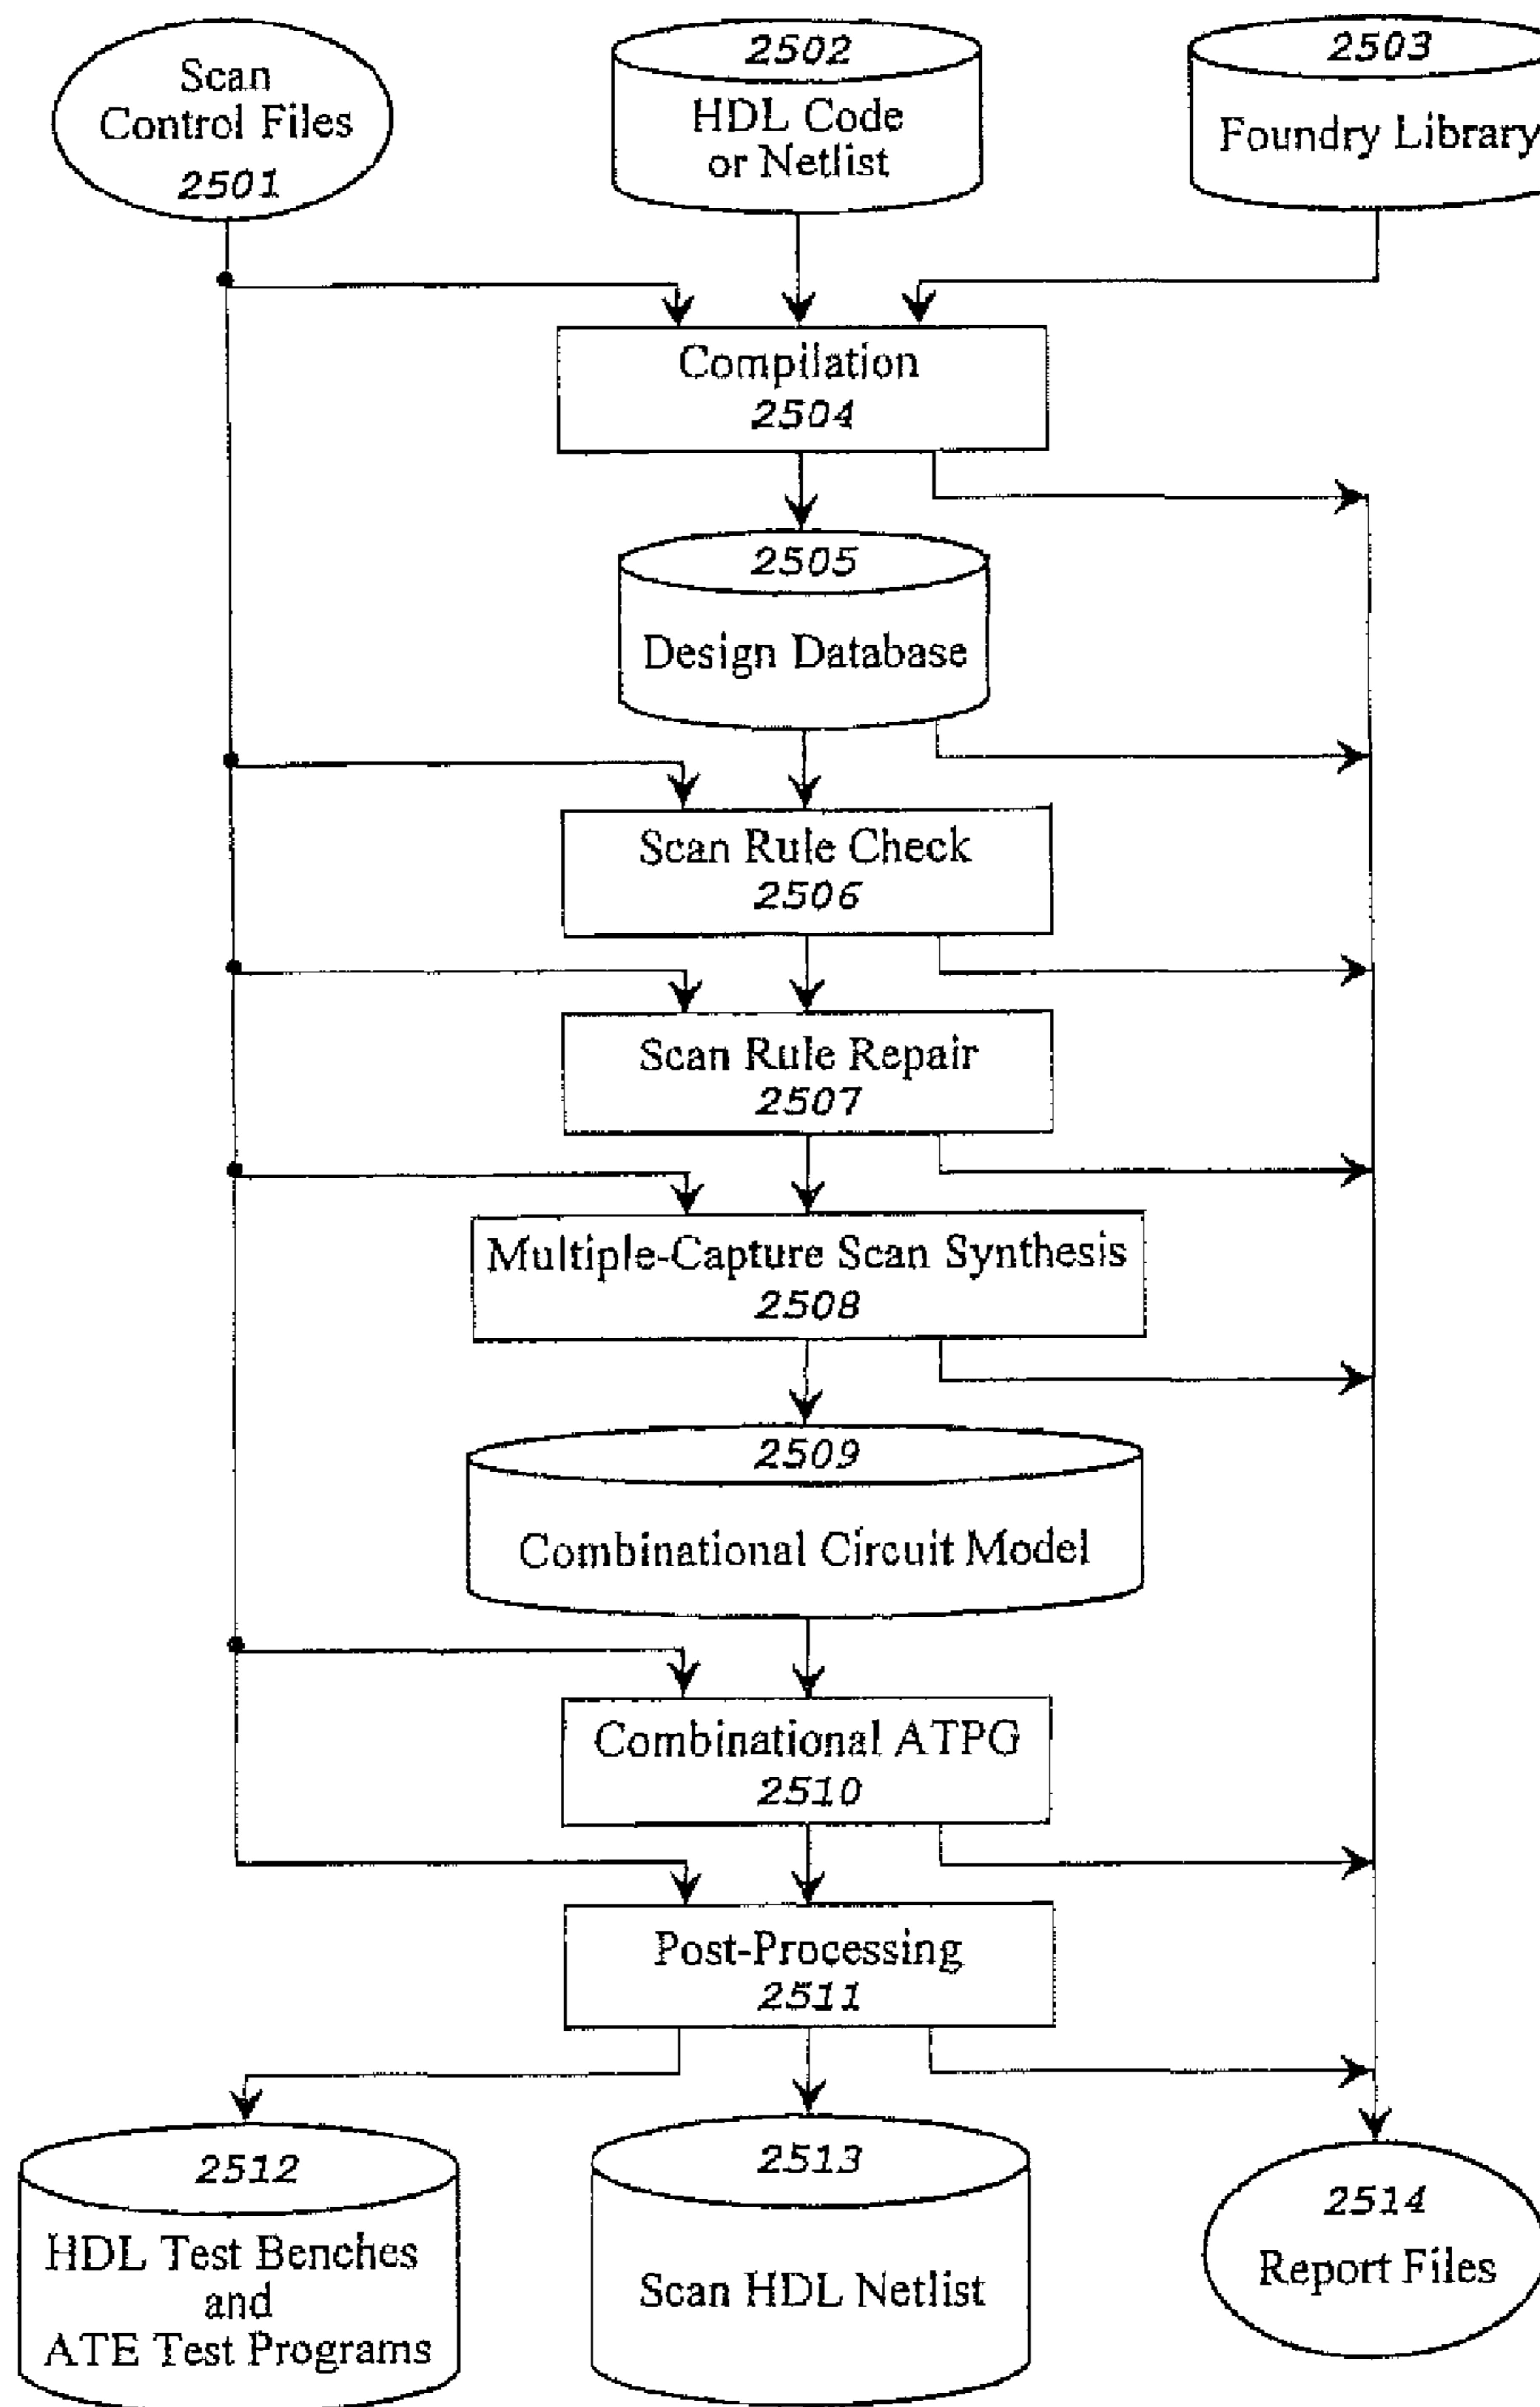 Scan
Control Files
2501
2502
HDL Code
or Netlist
2503
Foundry Library
Compilation
2504
2505
Design Database
Scan Rule Check
2506
Scan Rule Repair
2507
Multiple-Capture Scan Synthesis
2508
2509
Combinational Circuit Model
Combinational ATPG
2510
Post-Processing
2511
2512
HDL Test Benches
and
ATE Test Programs
2513
Scan HDL Netlist
2514
Report Files